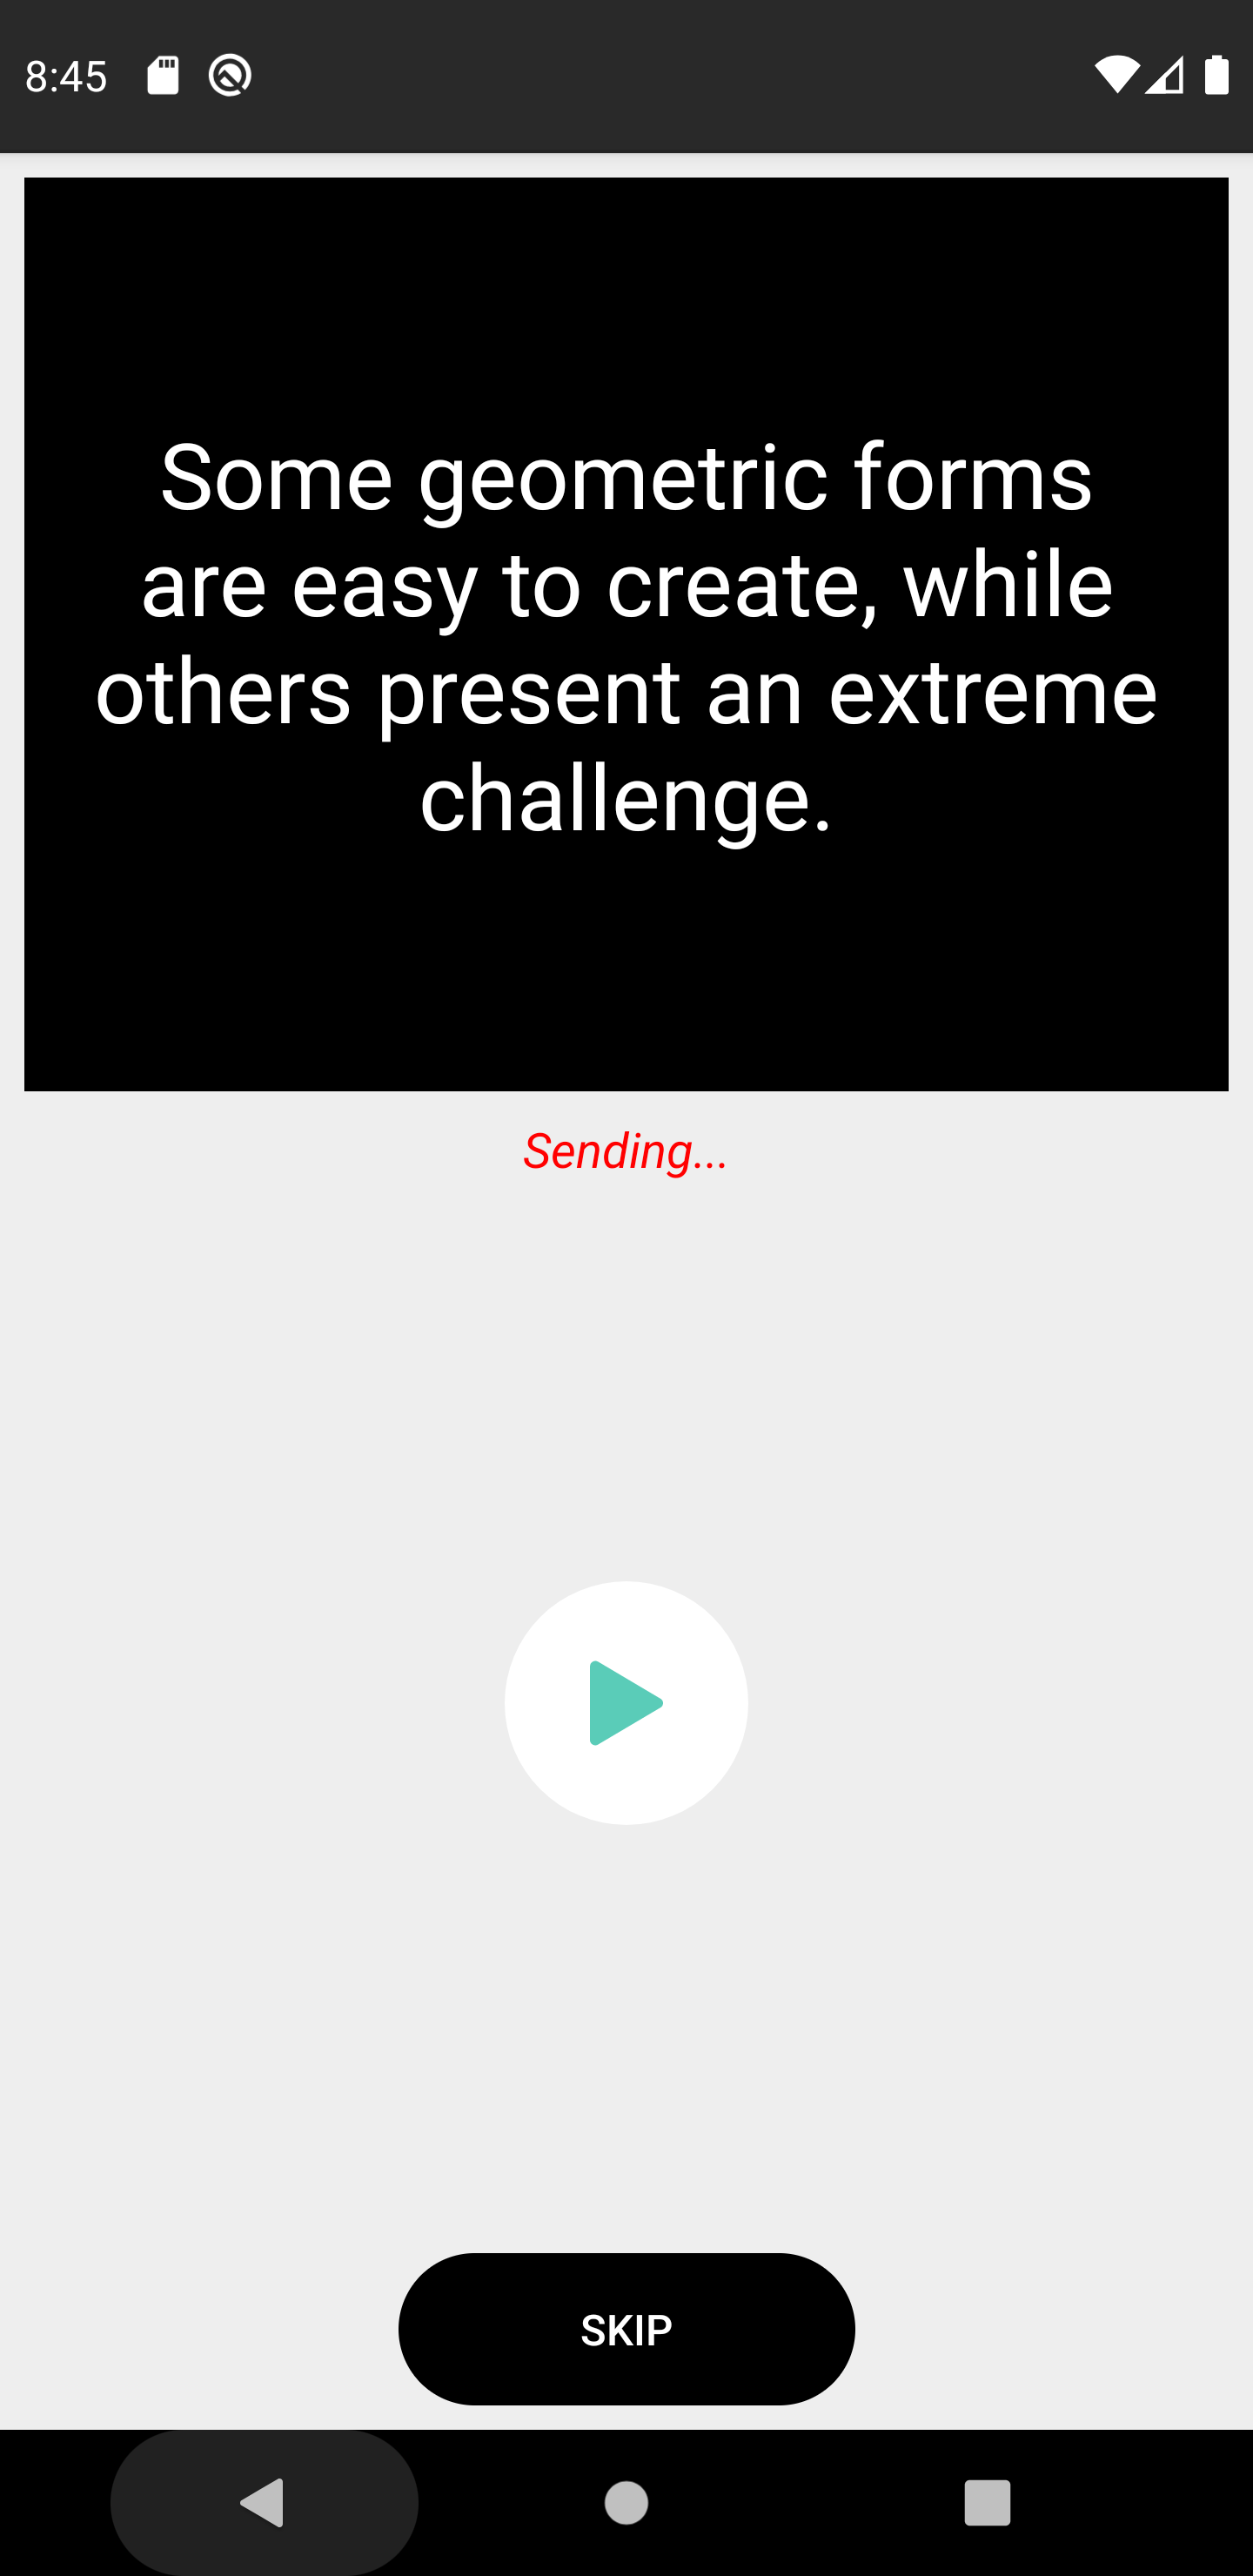 8:45
Some geometric forms
are easy to create, while
others present an extreme
challenge.
Sending...
SKIP